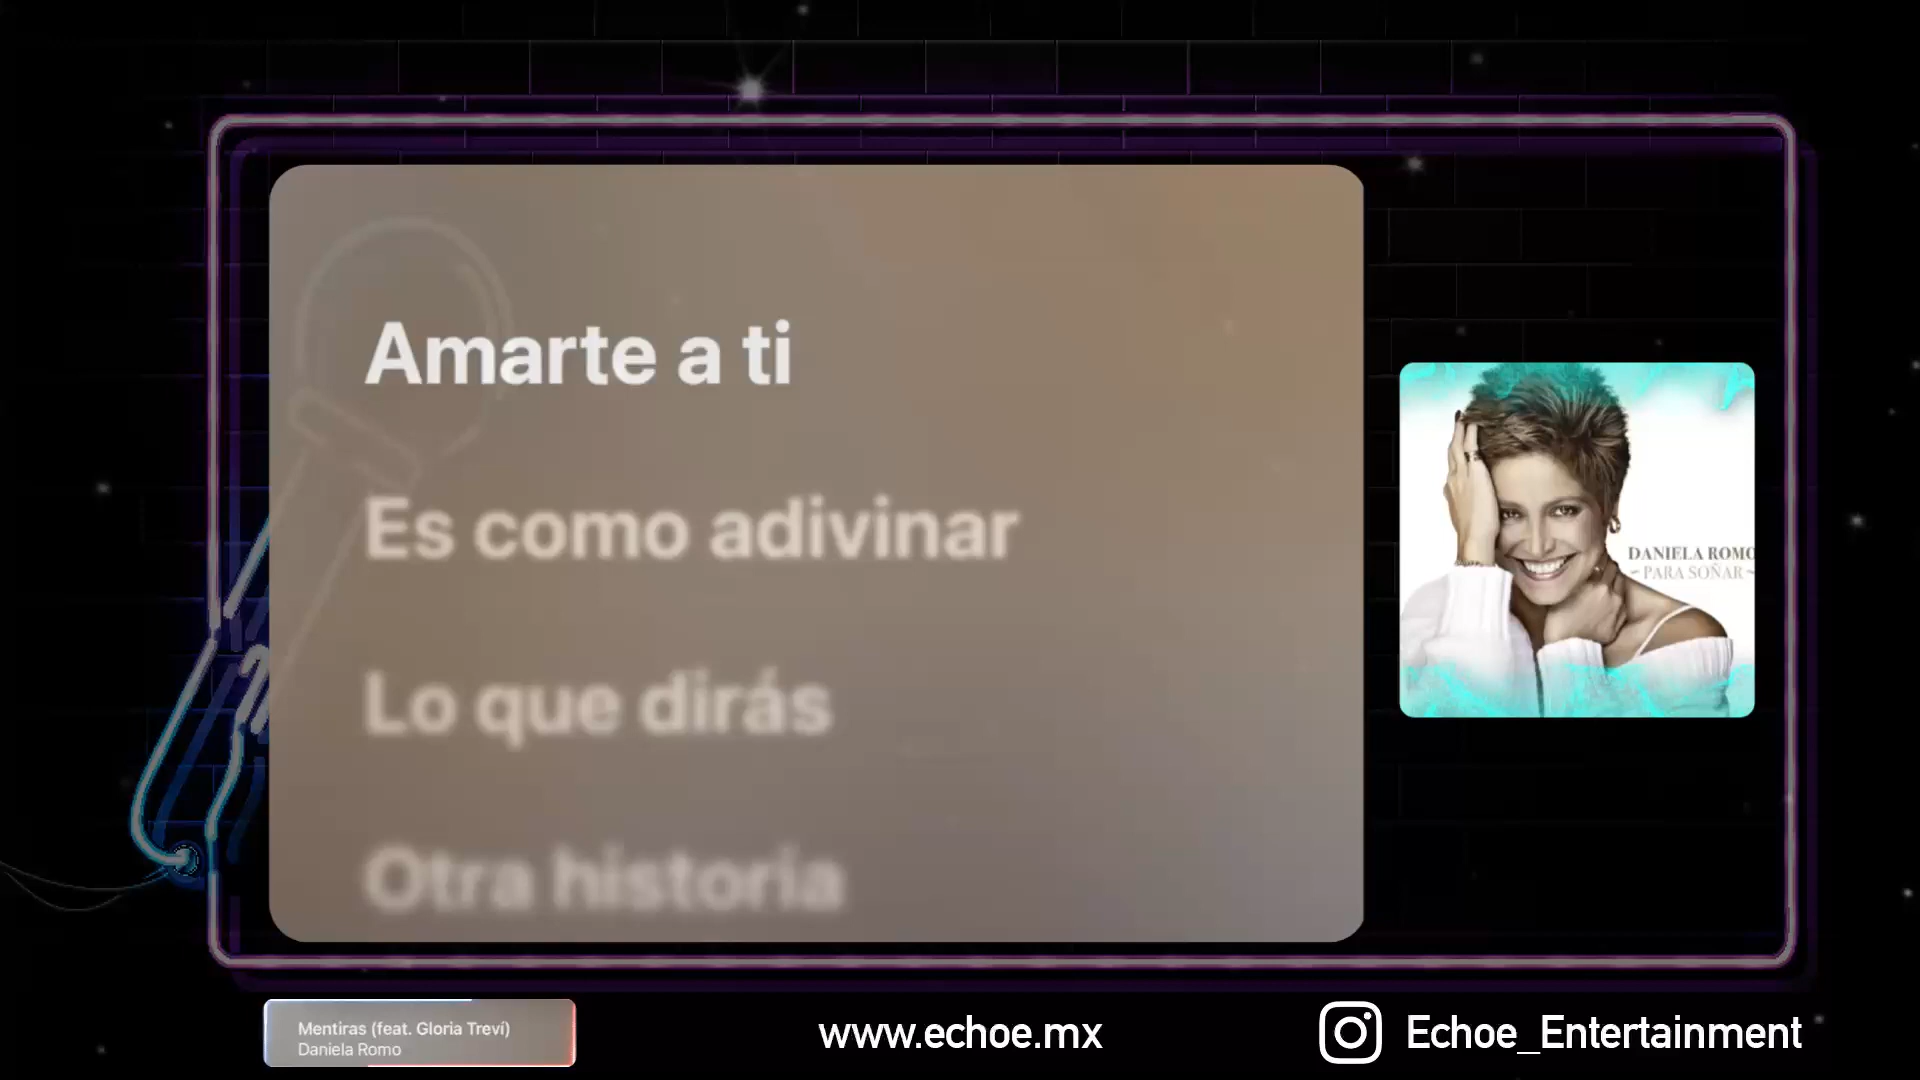 Amarte a ti
Es como adivinar
Lo que dirás
Otra historia
DANIELA ROMO
~ PARA SOÑAR ~
Mentiras (feat. Gloria Treví)
Daniela Romo
www.echoe.mx
Echoe_Entertainment